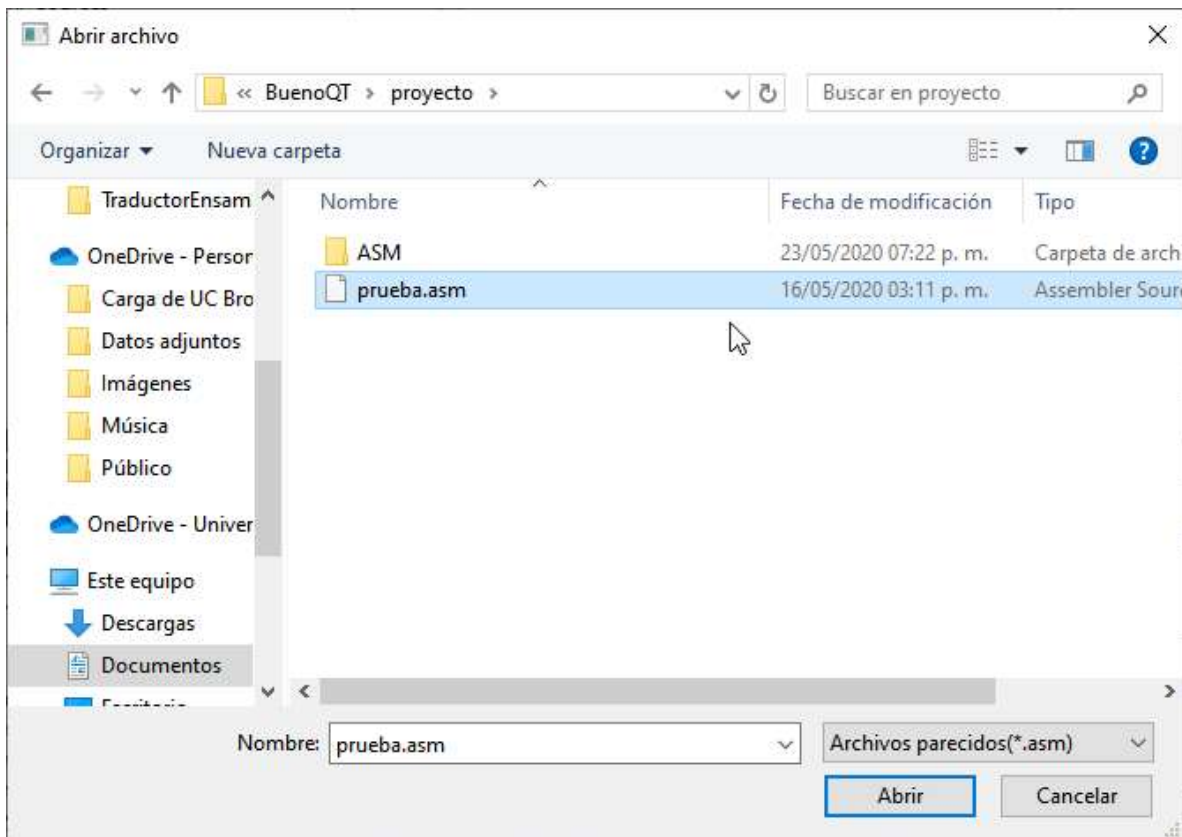 Abrir archivo
« BuenoQT › proyecto ›
Buscar en proyecto
Organizar
Nueva carpeta
TraductorEnsam
OneDrive - Person
Carga de UC Bro
Datos adjuntos
Imágenes
Música
Público
OneDrive - Univer
Este equipo
Descargas
Documentos
Nombre Fecha de modificación Tipo
ASM 23/05/2020 07:22 p. m. Carpeta de arch
prueba.asm 16/05/2020 03:11 p. m. Assembler Sour
Nombre: prueba.asm
Archivos parecidos(*.asm)
Abrir Cancelar